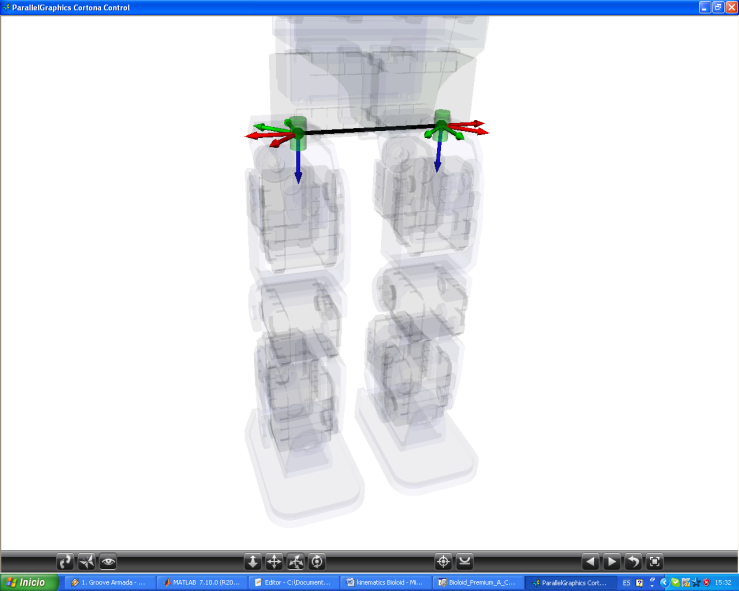 ParallelGraphics Cortona Control
Inicio
1. Groove Armada - ...
MATLAB 7.10.0 (R20...
Editor - C:\Document...
kinematics Bioloid - Mi...
Bioloid_Premium_A_C...
ParallelGraphics Cort...
ES
15:32